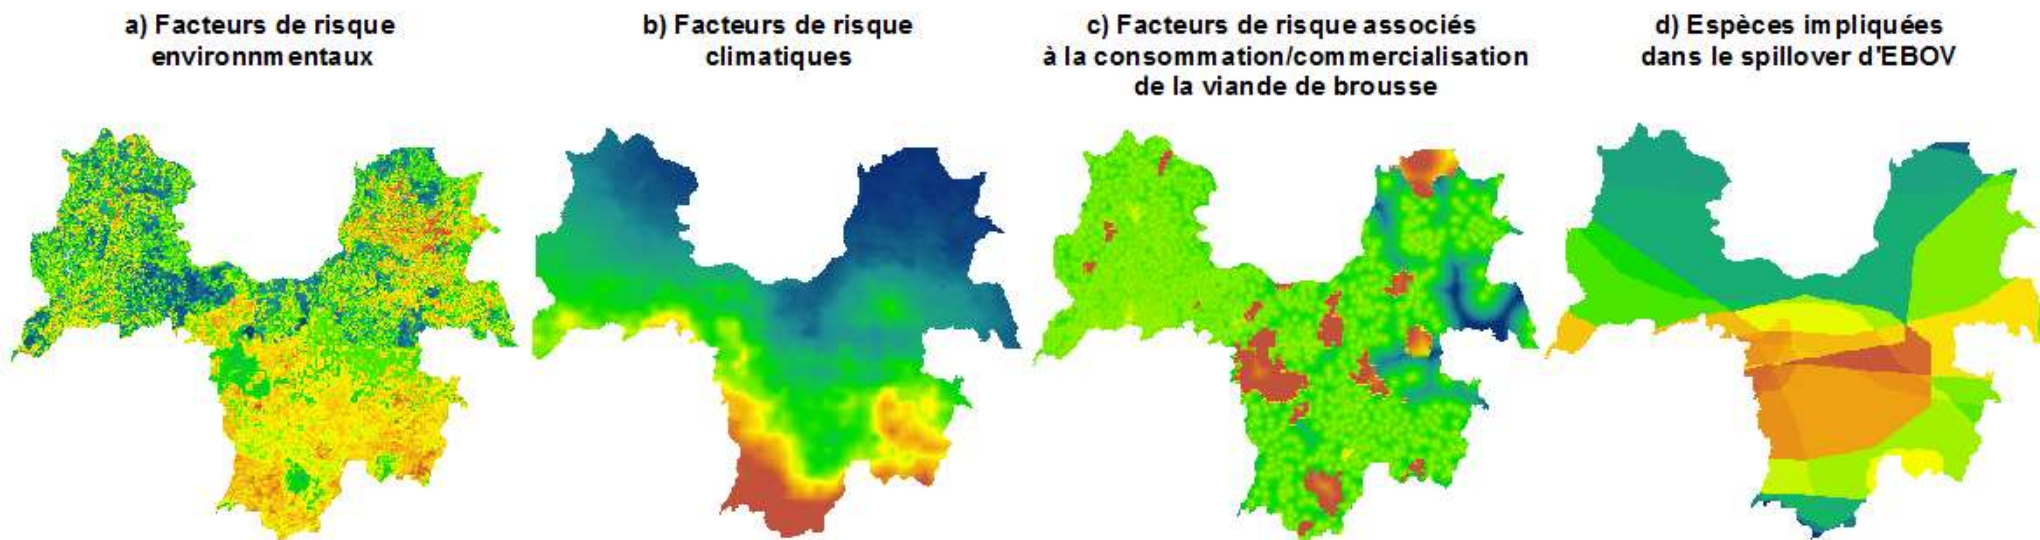 a) Facteurs de risque
environnmentaux
b) Facteurs de risque
climatiques
c) Facteurs de risque associés
à la consommation/commercialisation
de la viande de brousse
d) Espèces impliquées
dans le spillover d'EBOV